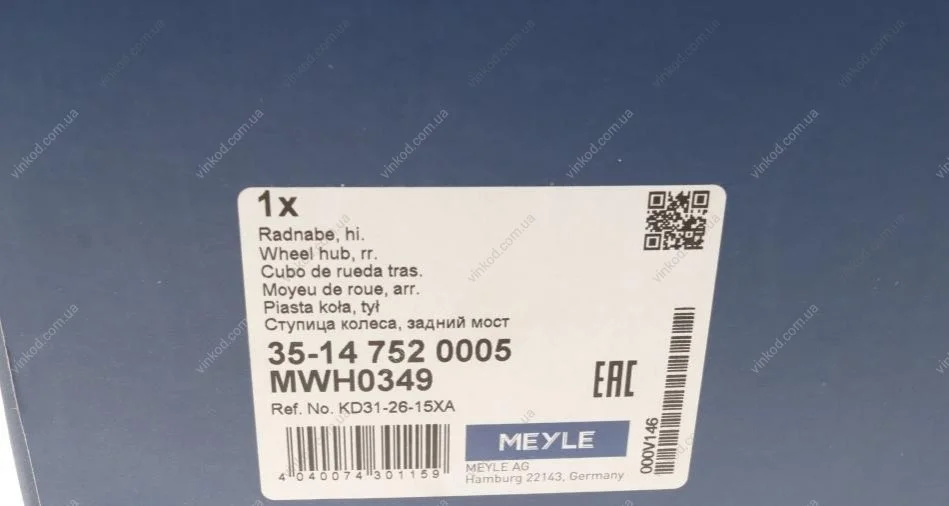 1x
Radnabe, hi.
Wheel hub, rr.
Cubo de rueda tras.
Moyeu de roue, arr.
Piasta koła, tył
Ступица колеса, задний мост
35-14 752 0005
MWH0349
Ref. No. KD31-26-15XA
4 040074 301159
EAC
MEYLE
MEYLE AG
Hamburg 22143, Germany
000V146
vinkod.com.ua